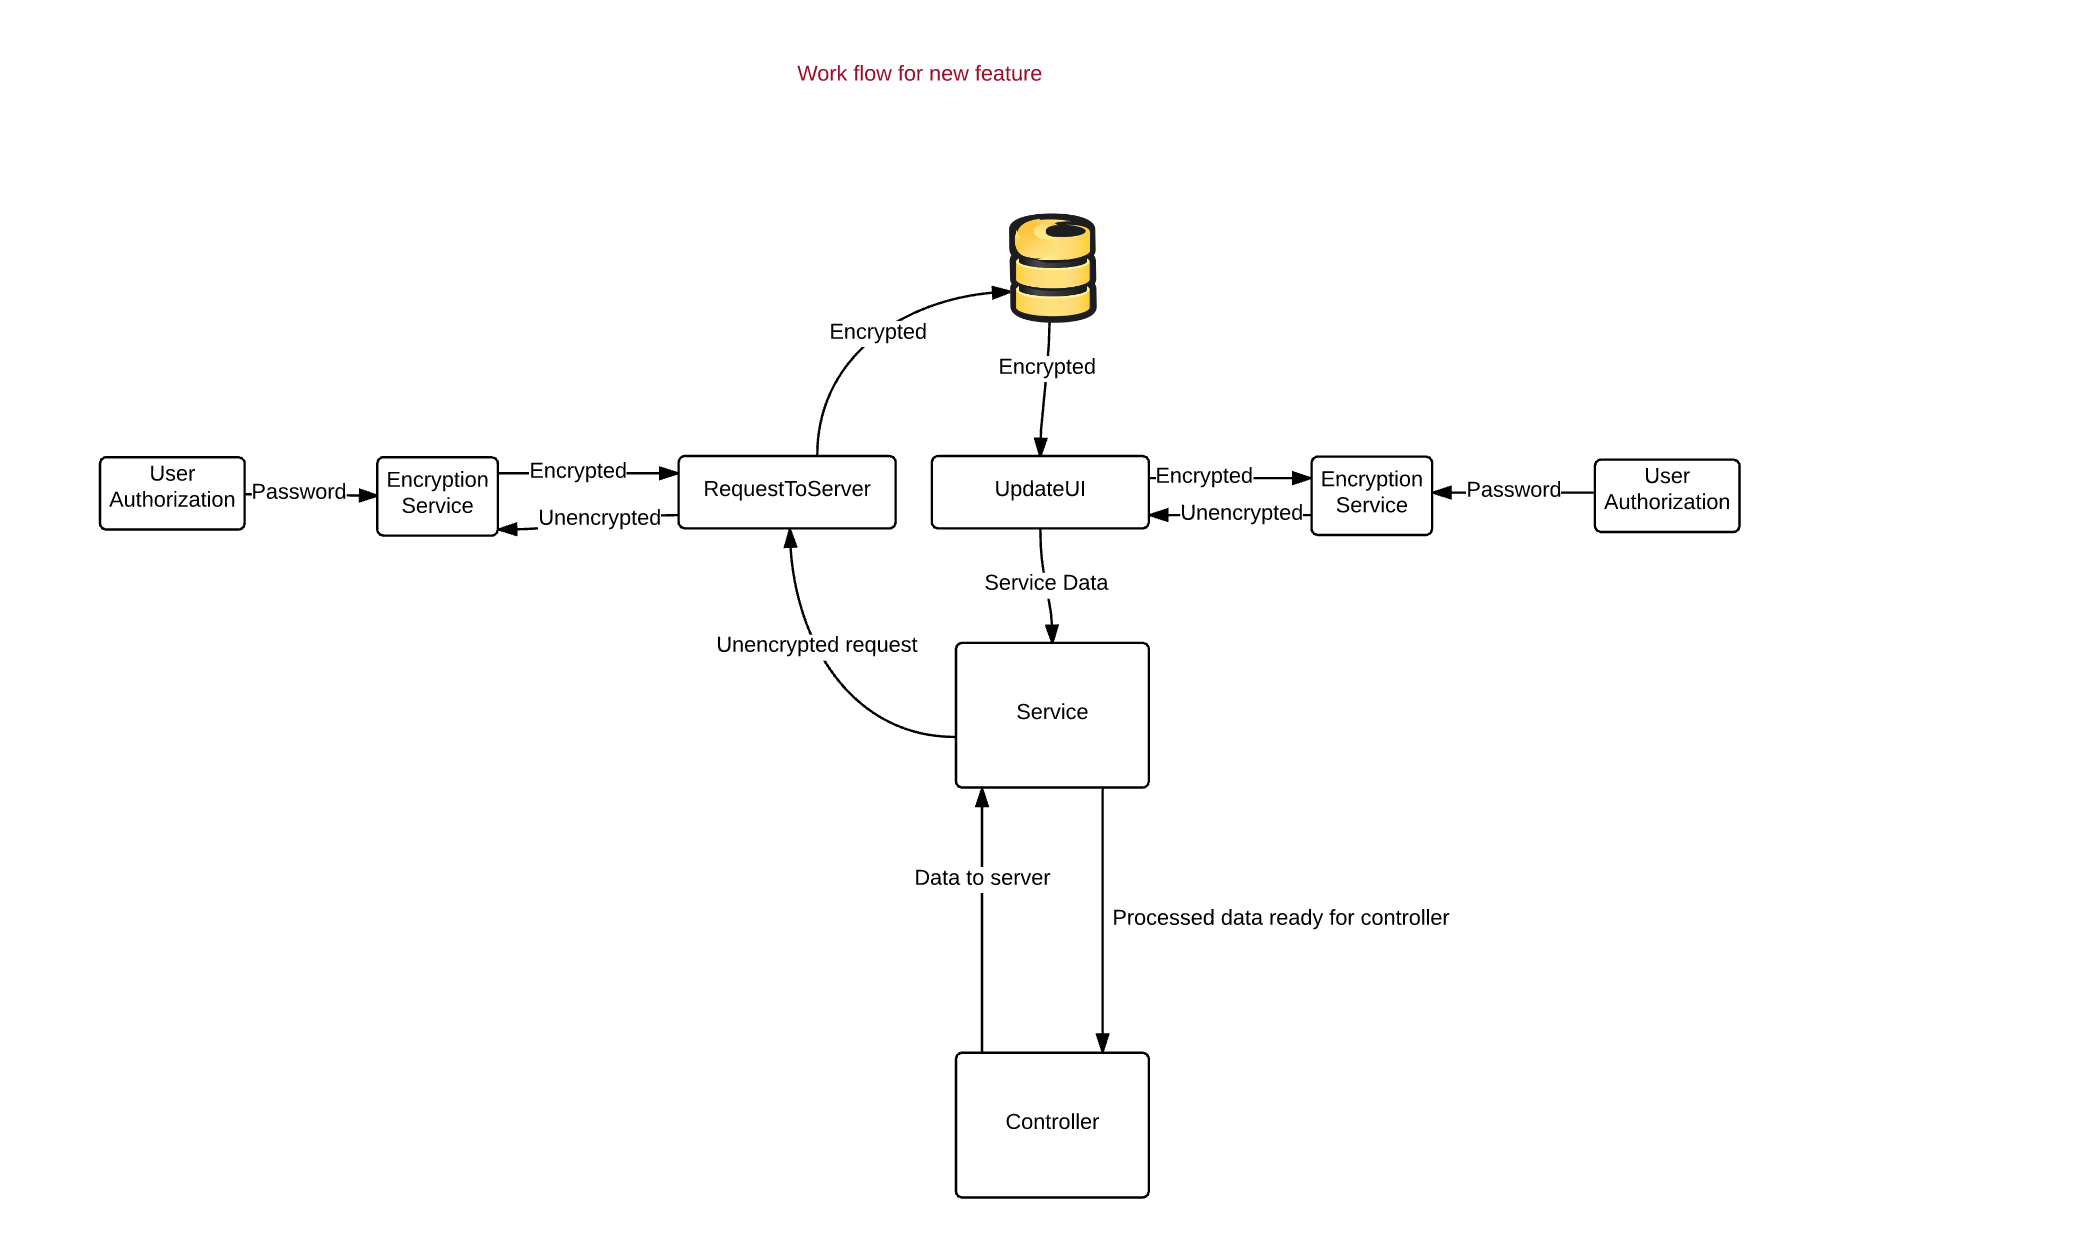 Work flow for new feature
Encrypted
Encrypted
User
Authorization
Password
Encryption
Service
Encrypted
Unencrypted
RequestToServer
UpdateUI
Encrypted
Unencrypted
Encryption
Service
Password
User
Authorization
Service Data
Unencrypted request
Service
Data to server
Processed data ready for controller
Controller